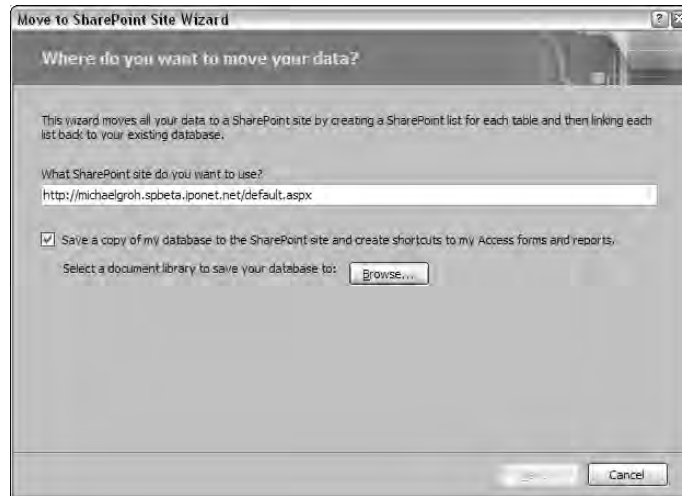 Move to SharePoint Site Wizard
Where do you want to move your data?
This wizard moves all your data to a SharePoint site by creating a SharePoint list for each table and then linking each
list back to your existing database.
What SharePoint site do you want to use?
http://michaelgroh.spbeta.iponet.net/default.aspx
Save a copy of my database to the SharePoint site and create shortcuts to my Access forms and reports.
Select a document library to save your database to: Browse...
Cancel